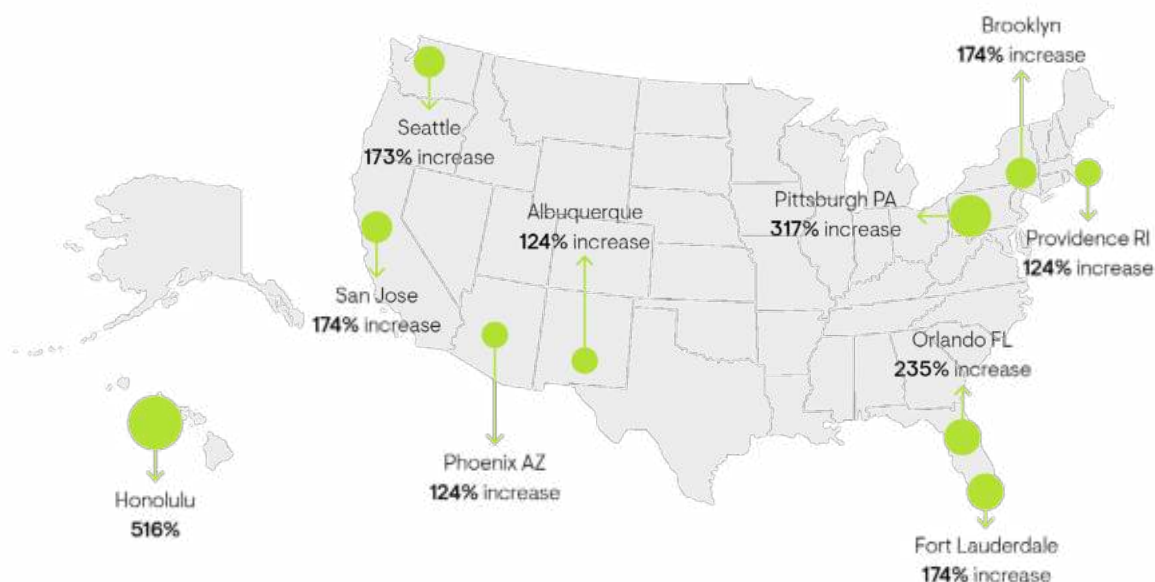 Brooklyn
174% increase
Seattle
173% increase
Albuquerque
124% increase
Pittsburgh PA
317% increase
Providence RI
124% increase
San Jose
174% increase
Orlando FL
235% increase
Phoenix AZ
124% increase
Honolulu
516%
Fort Lauderdale
174% increase